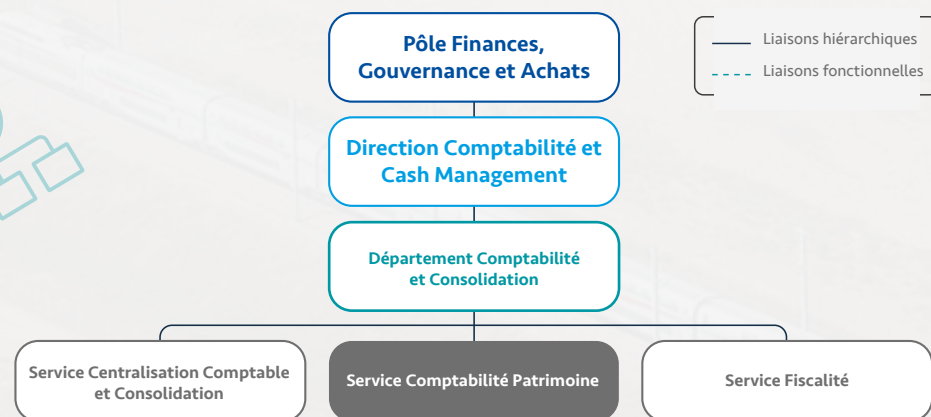 Pôle Finances,
Gouvernance et Achats
Liaisons hiérarchiques
Liaisons fonctionnelles
Direction Comptabilité et
Cash Management
Département Comptabilité
et Consolidation
Service Centralisation Comptable
et Consolidation
Service Comptabilité Patrimoine
Service Fiscalité